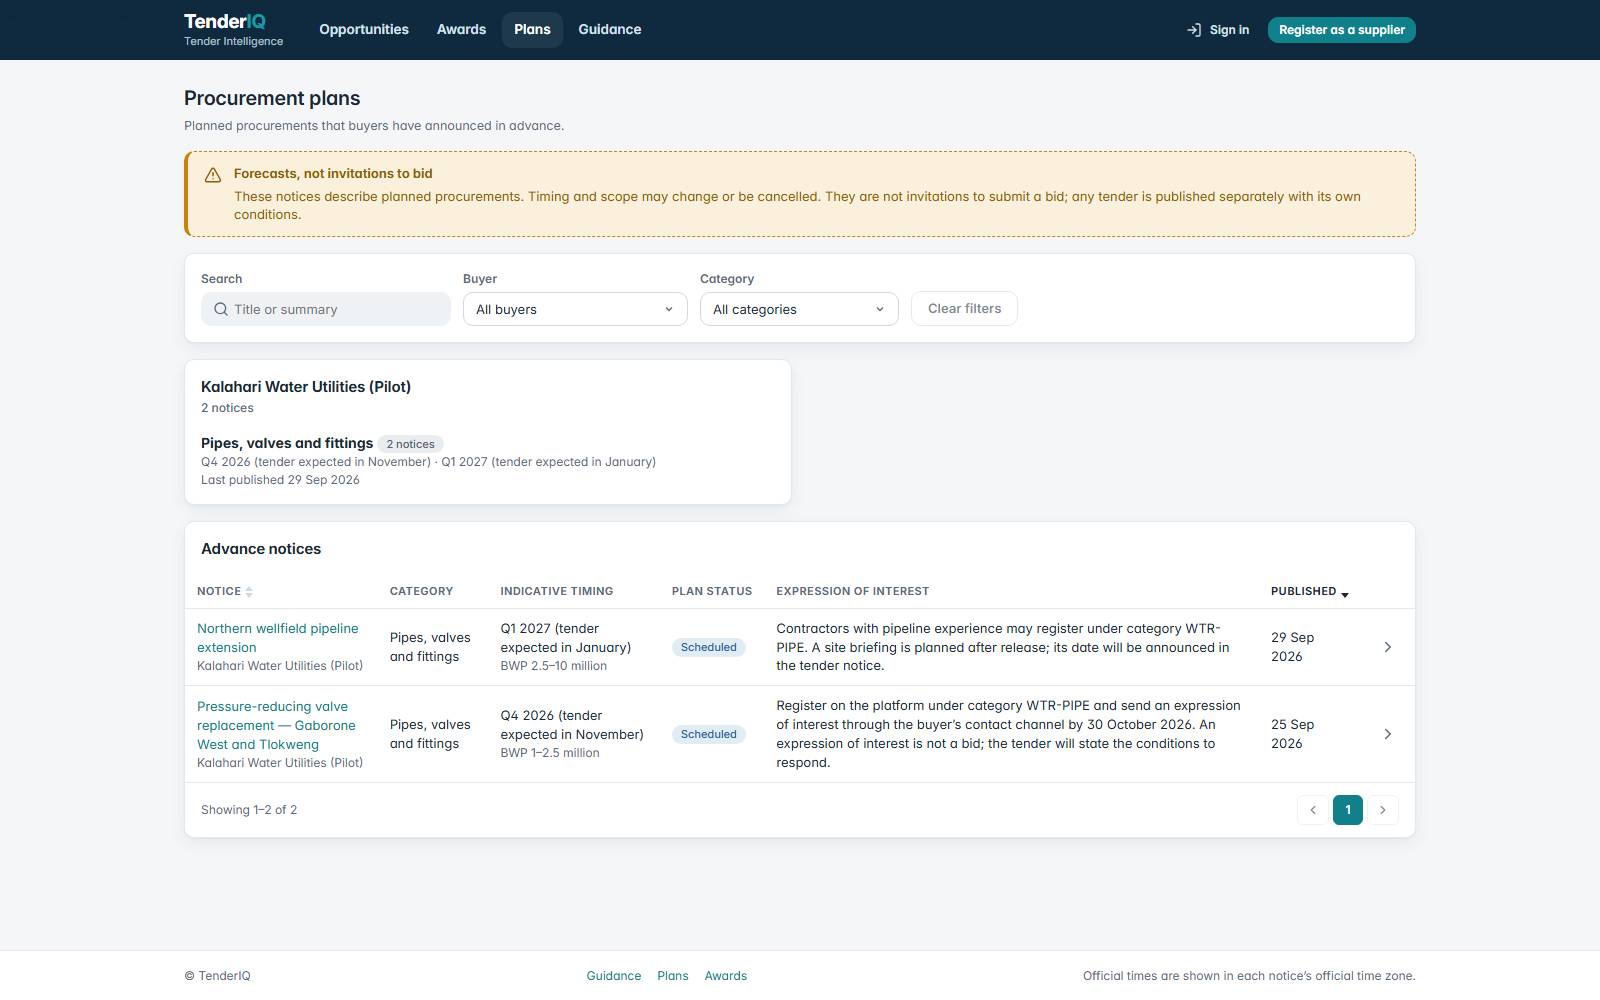 TenderIQ
Tender Intelligence
Opportunities
Awards
Plans
Guidance
Sign in
Register as a supplier
Procurement plans
Planned procurements that buyers have announced in advance.
Forecasts, not invitations to bid
These notices describe planned procurements. Timing and scope may change or be cancelled. They are not invitations to submit a bid; any tender is published separately with its own
conditions.
Search
Title or summary
Buyer
All buyers
Category
All categories
Clear filters
Kalahari Water Utilities (Pilot)
2 notices
Pipes, valves and fittings 2 notices
Q4 2026 (tender expected in November) · Q1 2027 (tender expected in January)
Last published 29 Sep 2026
Advance notices
NOTICE
CATEGORY
INDICATIVE TIMING
PLAN STATUS
EXPRESSION OF INTEREST
PUBLISHED
Northern wellfield pipeline
extension
Kalahari Water Utilities (Pilot)
Pipes, valves
and fittings
Q1 2027 (tender
expected in January)
BWP 2.5–10 million
Scheduled
Contractors with pipeline experience may register under category WTR-
PIPE. A site briefing is planned after release; its date will be announced in
the tender notice.
29 Sep
2026
Pressure-reducing valve
replacement — Gaborone
West and Tlokweng
Kalahari Water Utilities (Pilot)
Pipes, valves
and fittings
Q4 2026 (tender
expected in November)
BWP 1–2.5 million
Scheduled
Register on the platform under category WTR-PIPE and send an expression
of interest through the buyer’s contact channel by 30 October 2026. An
expression of interest is not a bid; the tender will state the conditions to
respond.
25 Sep
2026
Showing 1–2 of 2
1
© TenderIQ
Guidance
Plans
Awards
Official times are shown in each notice’s official time zone.